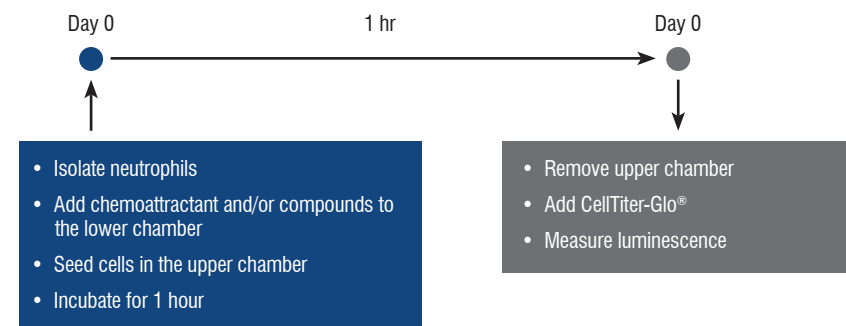 Day 0
1 hr
Day 0
• Isolate neutrophils
• Add chemoattractant and/or compounds to
the lower chamber
• Seed cells in the upper chamber
• Incubate for 1 hour
• Remove upper chamber
• Add CellTiter-Glo®
• Measure luminescence